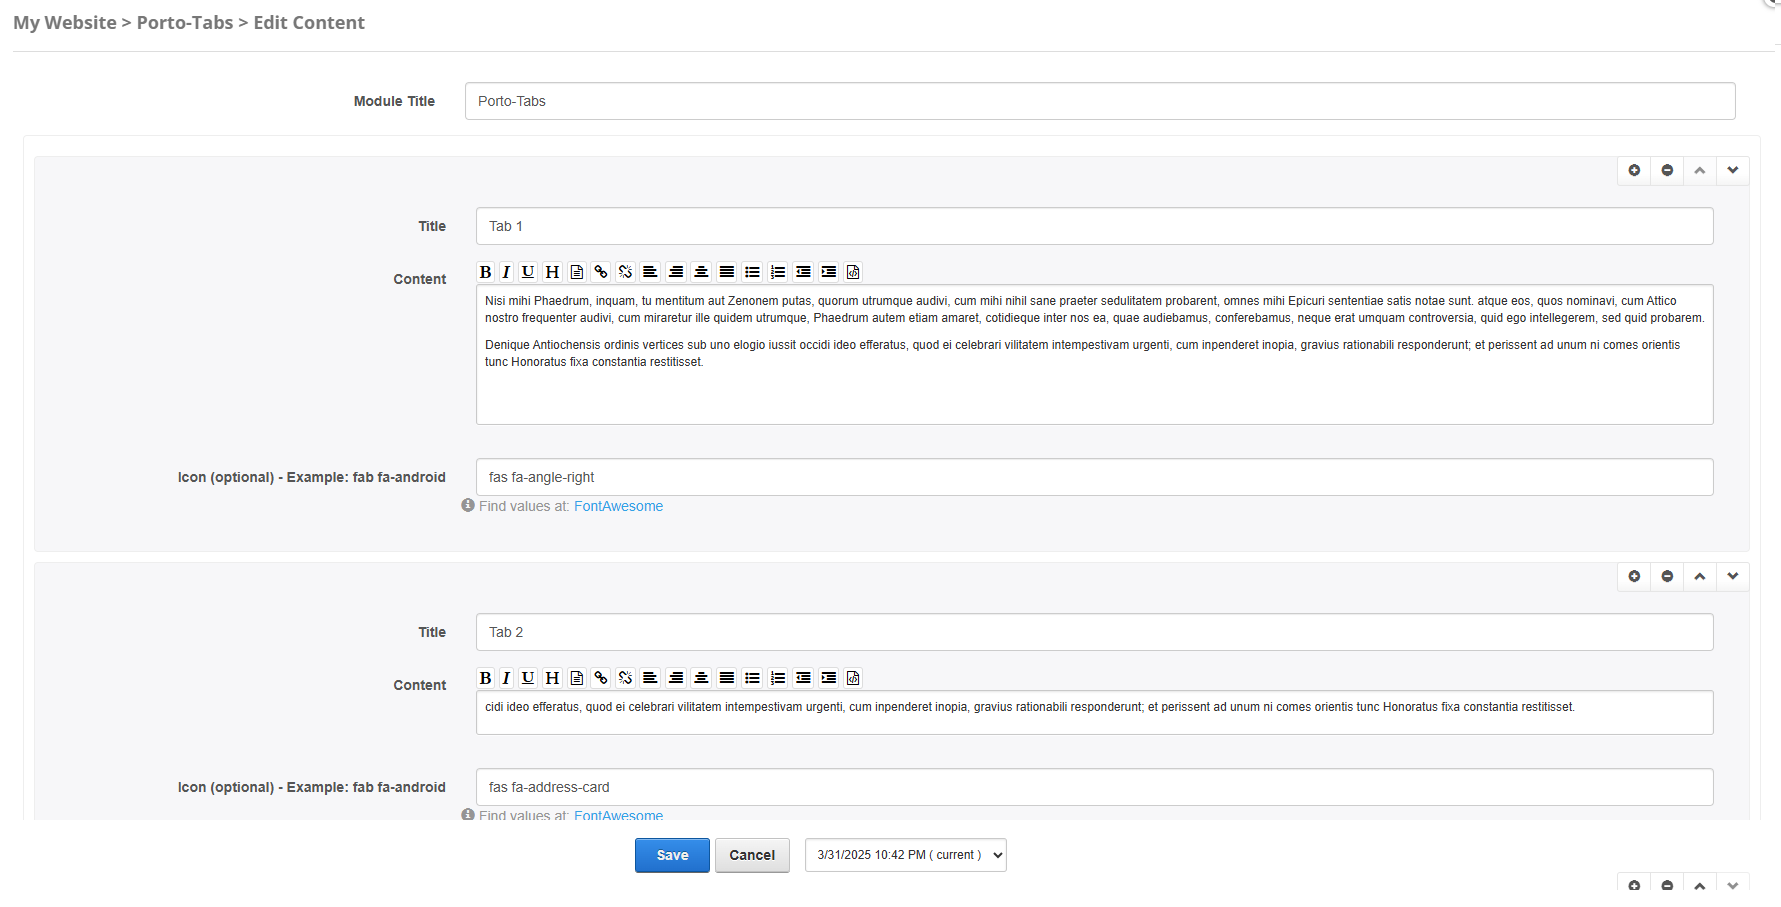 My Website > Porto-Tabs > Edit Content
Module Title
Porto-Tabs
Title
Tab 1
Content
B I U H
Nisi mihi Phaedrum, inquam, tu mentitum aut Zenonem putas, quorum utrumque audivi, cum mihi nihil sane praeter sedulitatem probarent, omnes mihi Epicuri sententiae satis notae sunt. atque eos, quos nominavi, cum Attico
nostro frequenter audivi, cum miraretur ille quidem utrumque, Phaedrum autem etiam amaret, cotidieque inter nos ea, quae audiebamus, conferebamus, neque erat umquam controversia, quid ego intellegerem, sed quid probarem.
Denique Antiochensis ordinis vertices sub uno elogio iussit occidi ideo efferatus, quod ei celebrari vilitatem intempestivam urgenti, cum inpenderet inopia, gravius rationabili responderunt; et perissent ad unum ni comes orientis
tunc Honoratus fixa constantia restitisset.
Icon (optional) - Example: fab fa-android
fas fa-angle-right
Find values at: FontAwesome
Title
Tab 2
Content
B I U H
cidi ideo efferatus, quod ei celebrari vilitatem intempestivam urgenti, cum inpenderet inopia, gravius rationabili responderunt; et perissent ad unum ni comes orientis tunc Honoratus fixa constantia restitisset.
Icon (optional) - Example: fab fa-android
fas fa-address-card
Find values at: FontAwesome
Save
Cancel
3/31/2025 10:42 PM ( current )